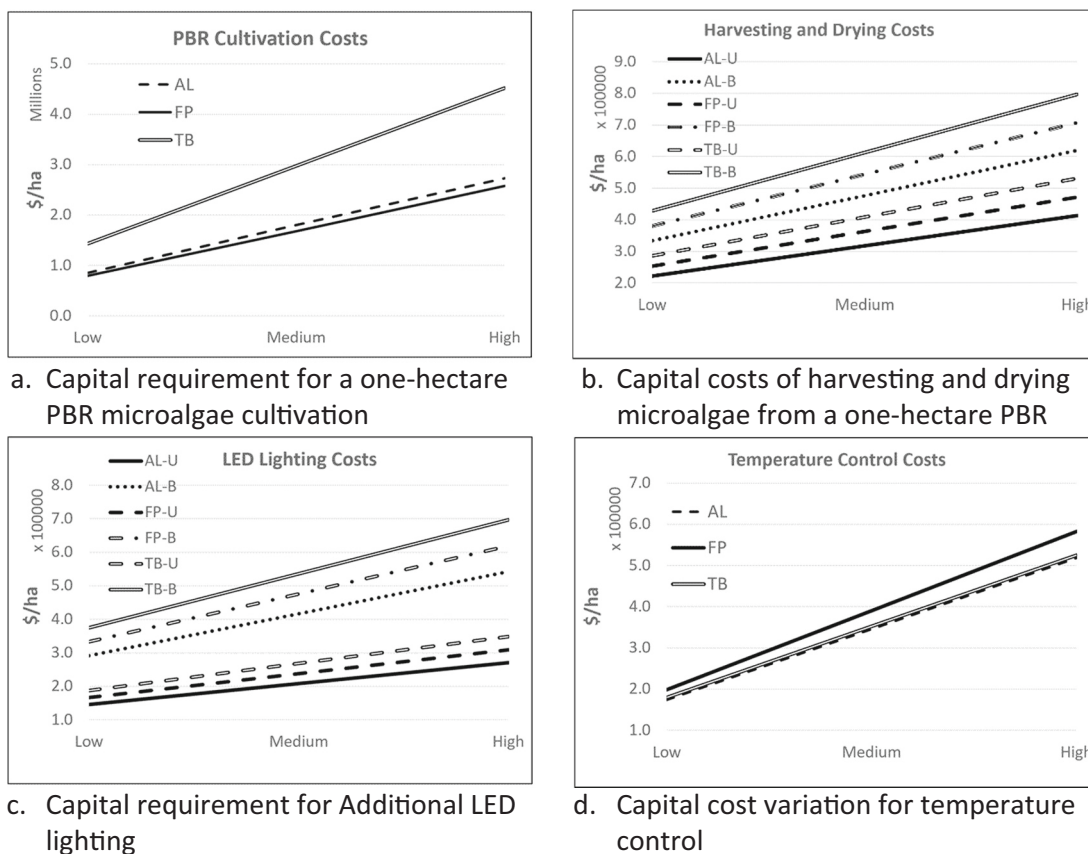 PBR Cultivation Costs
Millions
$/ha
5.0
4.0
3.0
2.0
1.0
0.0
AL
FP
TB
Low Medium High
a. Capital requirement for a one-hectare
PBR microalgae cultivation
Harvesting and Drying Costs
x 100000
$/ha
9.0
8.0
7.0
6.0
5.0
4.0
3.0
2.0
AL-U
AL-B
FP-U
FP-B
TB-U
TB-B
Low Medium High
b. Capital costs of harvesting and drying
microalgae from a one-hectare PBR
LED Lighting Costs
x 100000
$/ha
8.0
7.0
6.0
5.0
4.0
3.0
2.0
1.0
AL-U
AL-B
FP-U
FP-B
TB-U
TB-B
Low Medium High
c. Capital requirement for Additional LED
lighting
Temperature Control Costs
x 100000
$/ha
7.0
6.0
5.0
4.0
3.0
2.0
1.0
AL
FP
TB
Low Medium High
d. Capital cost variation for temperature
control